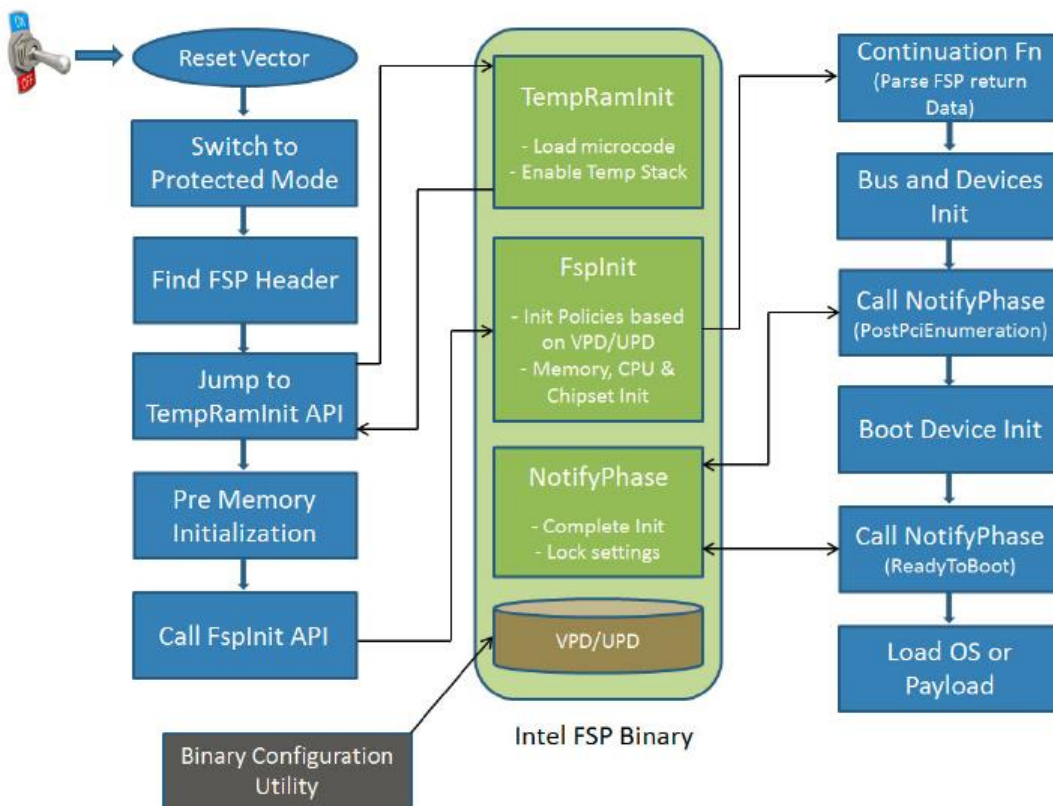 ON
OFF
Reset Vector
Switch to
Protected Mode
Find FSP Header
Jump to
TempRamInit API
Pre Memory
Initialization
Call FspInit API
Binary Configuration
Utility
TempRamInit
- Load microcode
- Enable Temp Stack
FspInit
- Init Policies based
on VPD/UPD
- Memory, CPU &
Chipset Init
NotifyPhase
- Complete Init
- Lock settings
VPD/UPD
Intel FSP Binary
Continuation Fn
(Parse FSP return
Data)
Bus and Devices
Init
Call NotifyPhase
(PostPciEnumeration)
Boot Device Init
Call NotifyPhase
(ReadyToBoot)
Load OS or
Payload